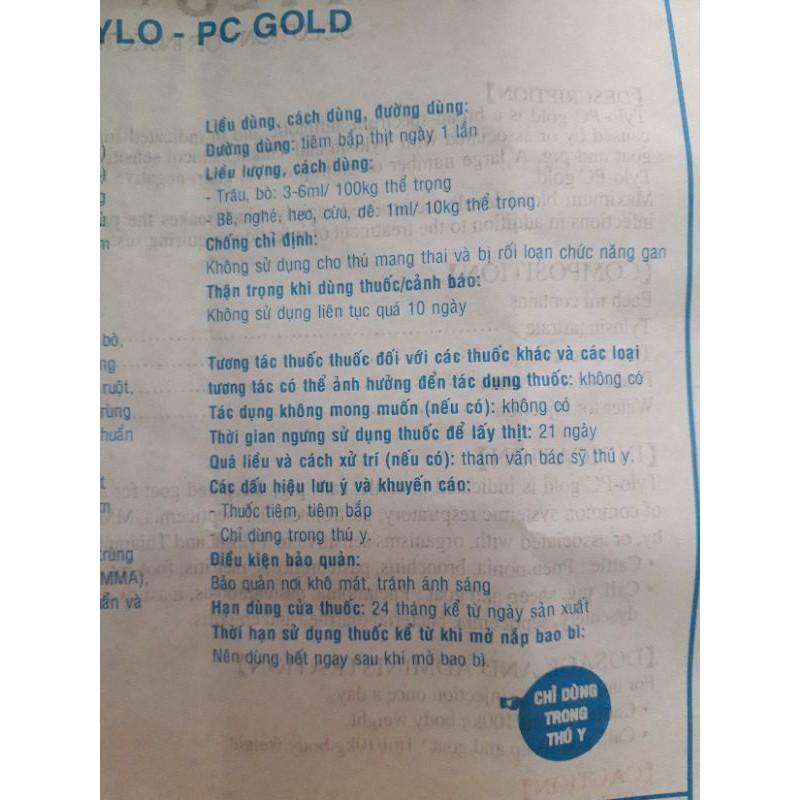 YLO - PC GOLD
Liều dùng, cách dùng, đường dùng:
Đường dùng: tiêm bắp thịt ngày 1 lần
Liều lượng, cách dùng:
- Trâu, bò: 3-6ml/ 100kg thể trọng
- Bê, nghé, heo, cừu, dê: 1ml/ 10kg thể trọng.
Chống chỉ định:
Không sử dụng cho thú mang thai và bị rối loạn chức năng gan
Thận trọng khi dùng thuốc/cảnh báo:
Không sử dụng liên tục quá 10 ngày
bò,
ng
ruột,
rùng
huẩn
t
m
trùng
MMA),
ẩn và
Tương tác thuốc thuốc đối với các thuốc khác và các loại
tương tác có thể ảnh hưởng đến tác dụng thuốc: không có
Tác dụng không mong muốn (nếu có): không có
Thời gian ngưng sử dụng thuốc để lấy thịt: 21 ngày
Quá liều và cách xử trí (nếu có): tham vấn bác sỹ thú y.
Các dấu hiệu lưu ý và khuyến cáo:
- Thuốc tiêm, tiêm bắp
- Chỉ dùng trong thú y.
Điều kiện bảo quản:
Bảo quản nơi khô mát, tránh ánh sáng
Hạn dùng của thuốc: 24 tháng kể từ ngày sản xuất
Thời hạn sử dụng thuốc kể từ khi mở nắp bao bì:
Nên dùng hết ngay sau khi mở bao bì.
CHỈ DÙNG
TRONG
THÚ Y